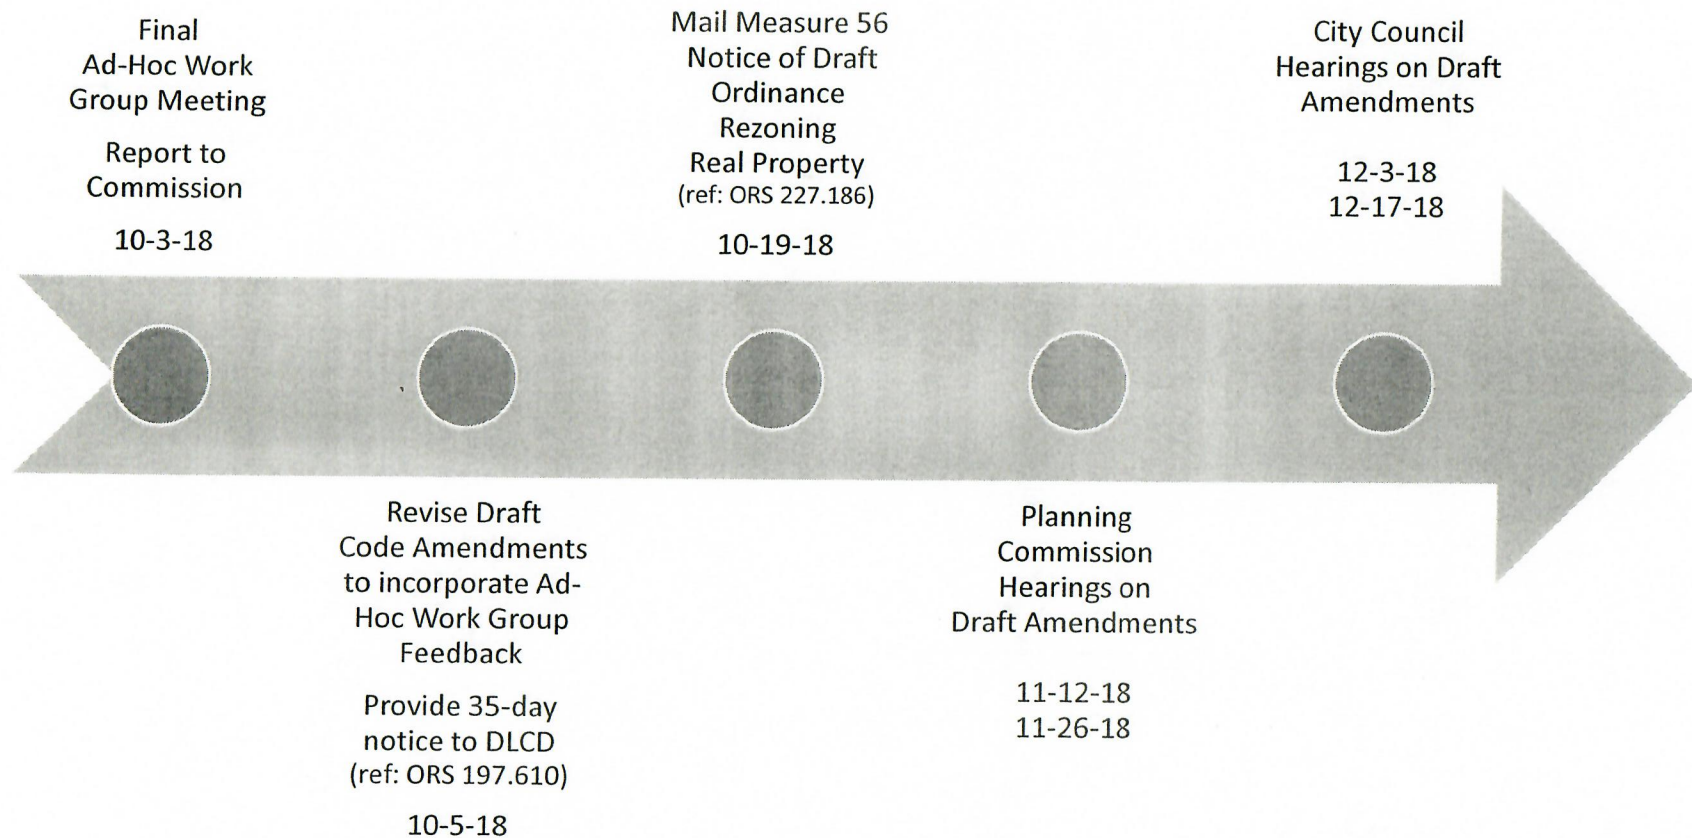 Final
Ad-Hoc Work
Group Meeting
Report to
Commission
10-3-18
Revise Draft
Code Amendments
to incorporate Ad-
Hoc Work Group
Feedback
Provide 35-day
notice to DLCD
(ref: ORS 197.610)
10-5-18
Mail Measure 56
Notice of Draft
Ordinance
Rezoning
Real Property
(ref: ORS 227.186)
10-19-18
Planning
Commission
Hearings on
Draft Amendments
11-12-18
11-26-18
City Council
Hearings on Draft
Amendments
12-3-18
12-17-18